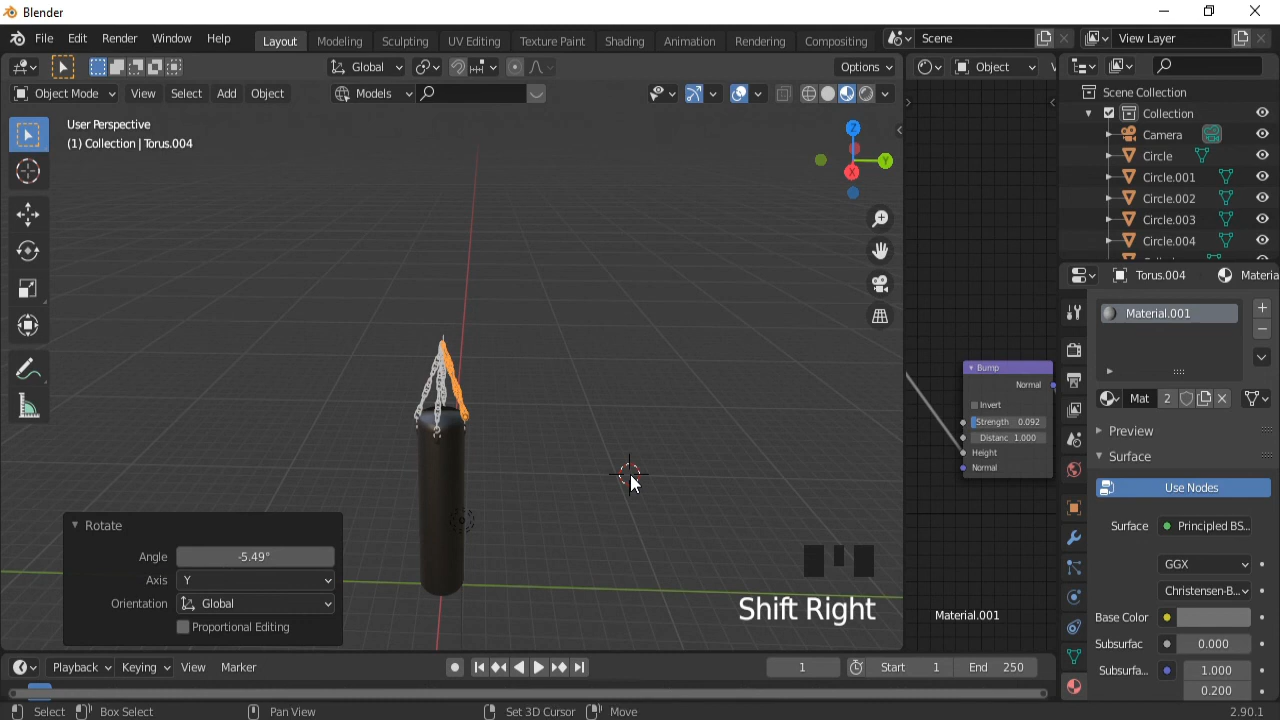 Blender
File Edit Render Window Help
Layout Modeling Sculpting UV Editing Texture Paint Shading Animation Rendering Compositing
Scene
View Layer
Global
Options
Object
Object Mode View Select Add Object
Models
User Perspective
(1) Collection | Torus.004
Z
Y
X
Scene Collection
Collection
Camera
Circle
Circle.001
Circle.002
Circle.003
Circle.004
Torus.004
Materia
Material.001
Mat 2
Preview
Surface
Use Nodes
Surface Principled BS...
GGX
Christensen-B...
Base Color
Subsurfac 0.000
Subsurfa... 1.000
0.200
Bump
Normal
Invert
Strength 0.092
Distanc 1.000
Height
Normal
Material.001
Rotate
Angle -5.49°
Axis Y
Orientation Global
Proportional Editing
Shift Right
Playback Keying View Marker
1
Start 1 End 250
Select Box Select Pan View Set 3D Cursor Move
2.90.1